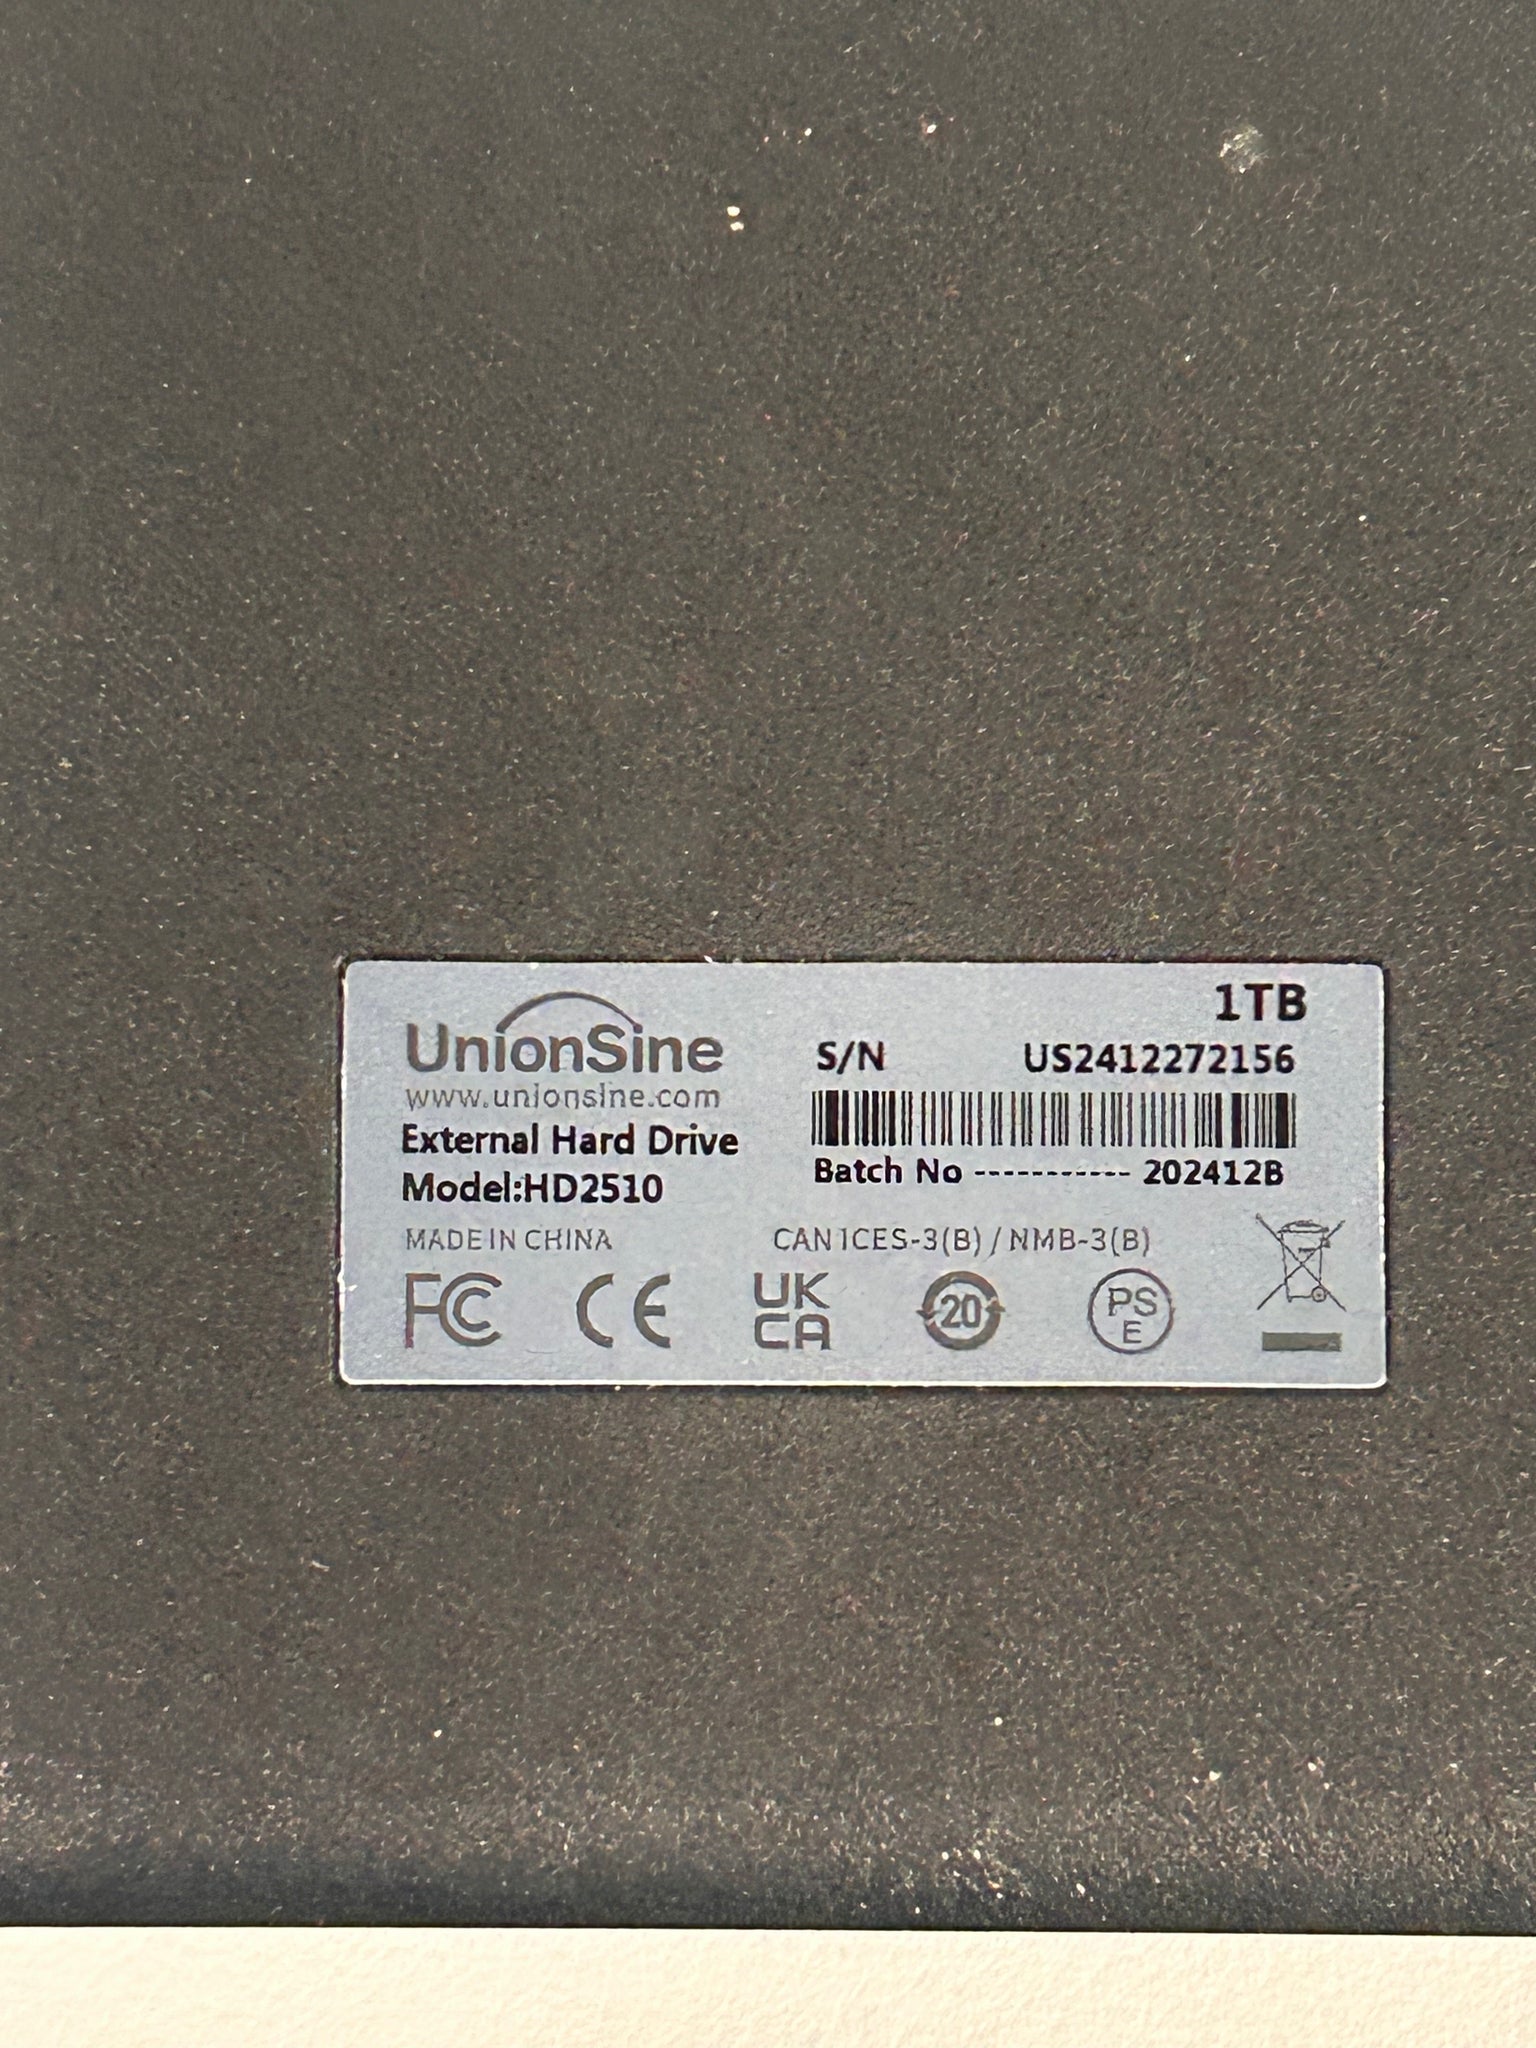 UnionSine
www.unionsine.com
External Hard Drive
Model:HD2510
1TB
S/N US2412272156
Batch No ----------- 202412B
MADE IN CHINA
CAN ICES-3(B) / NMB-3(B)
FC CE UK CA 20 PS E